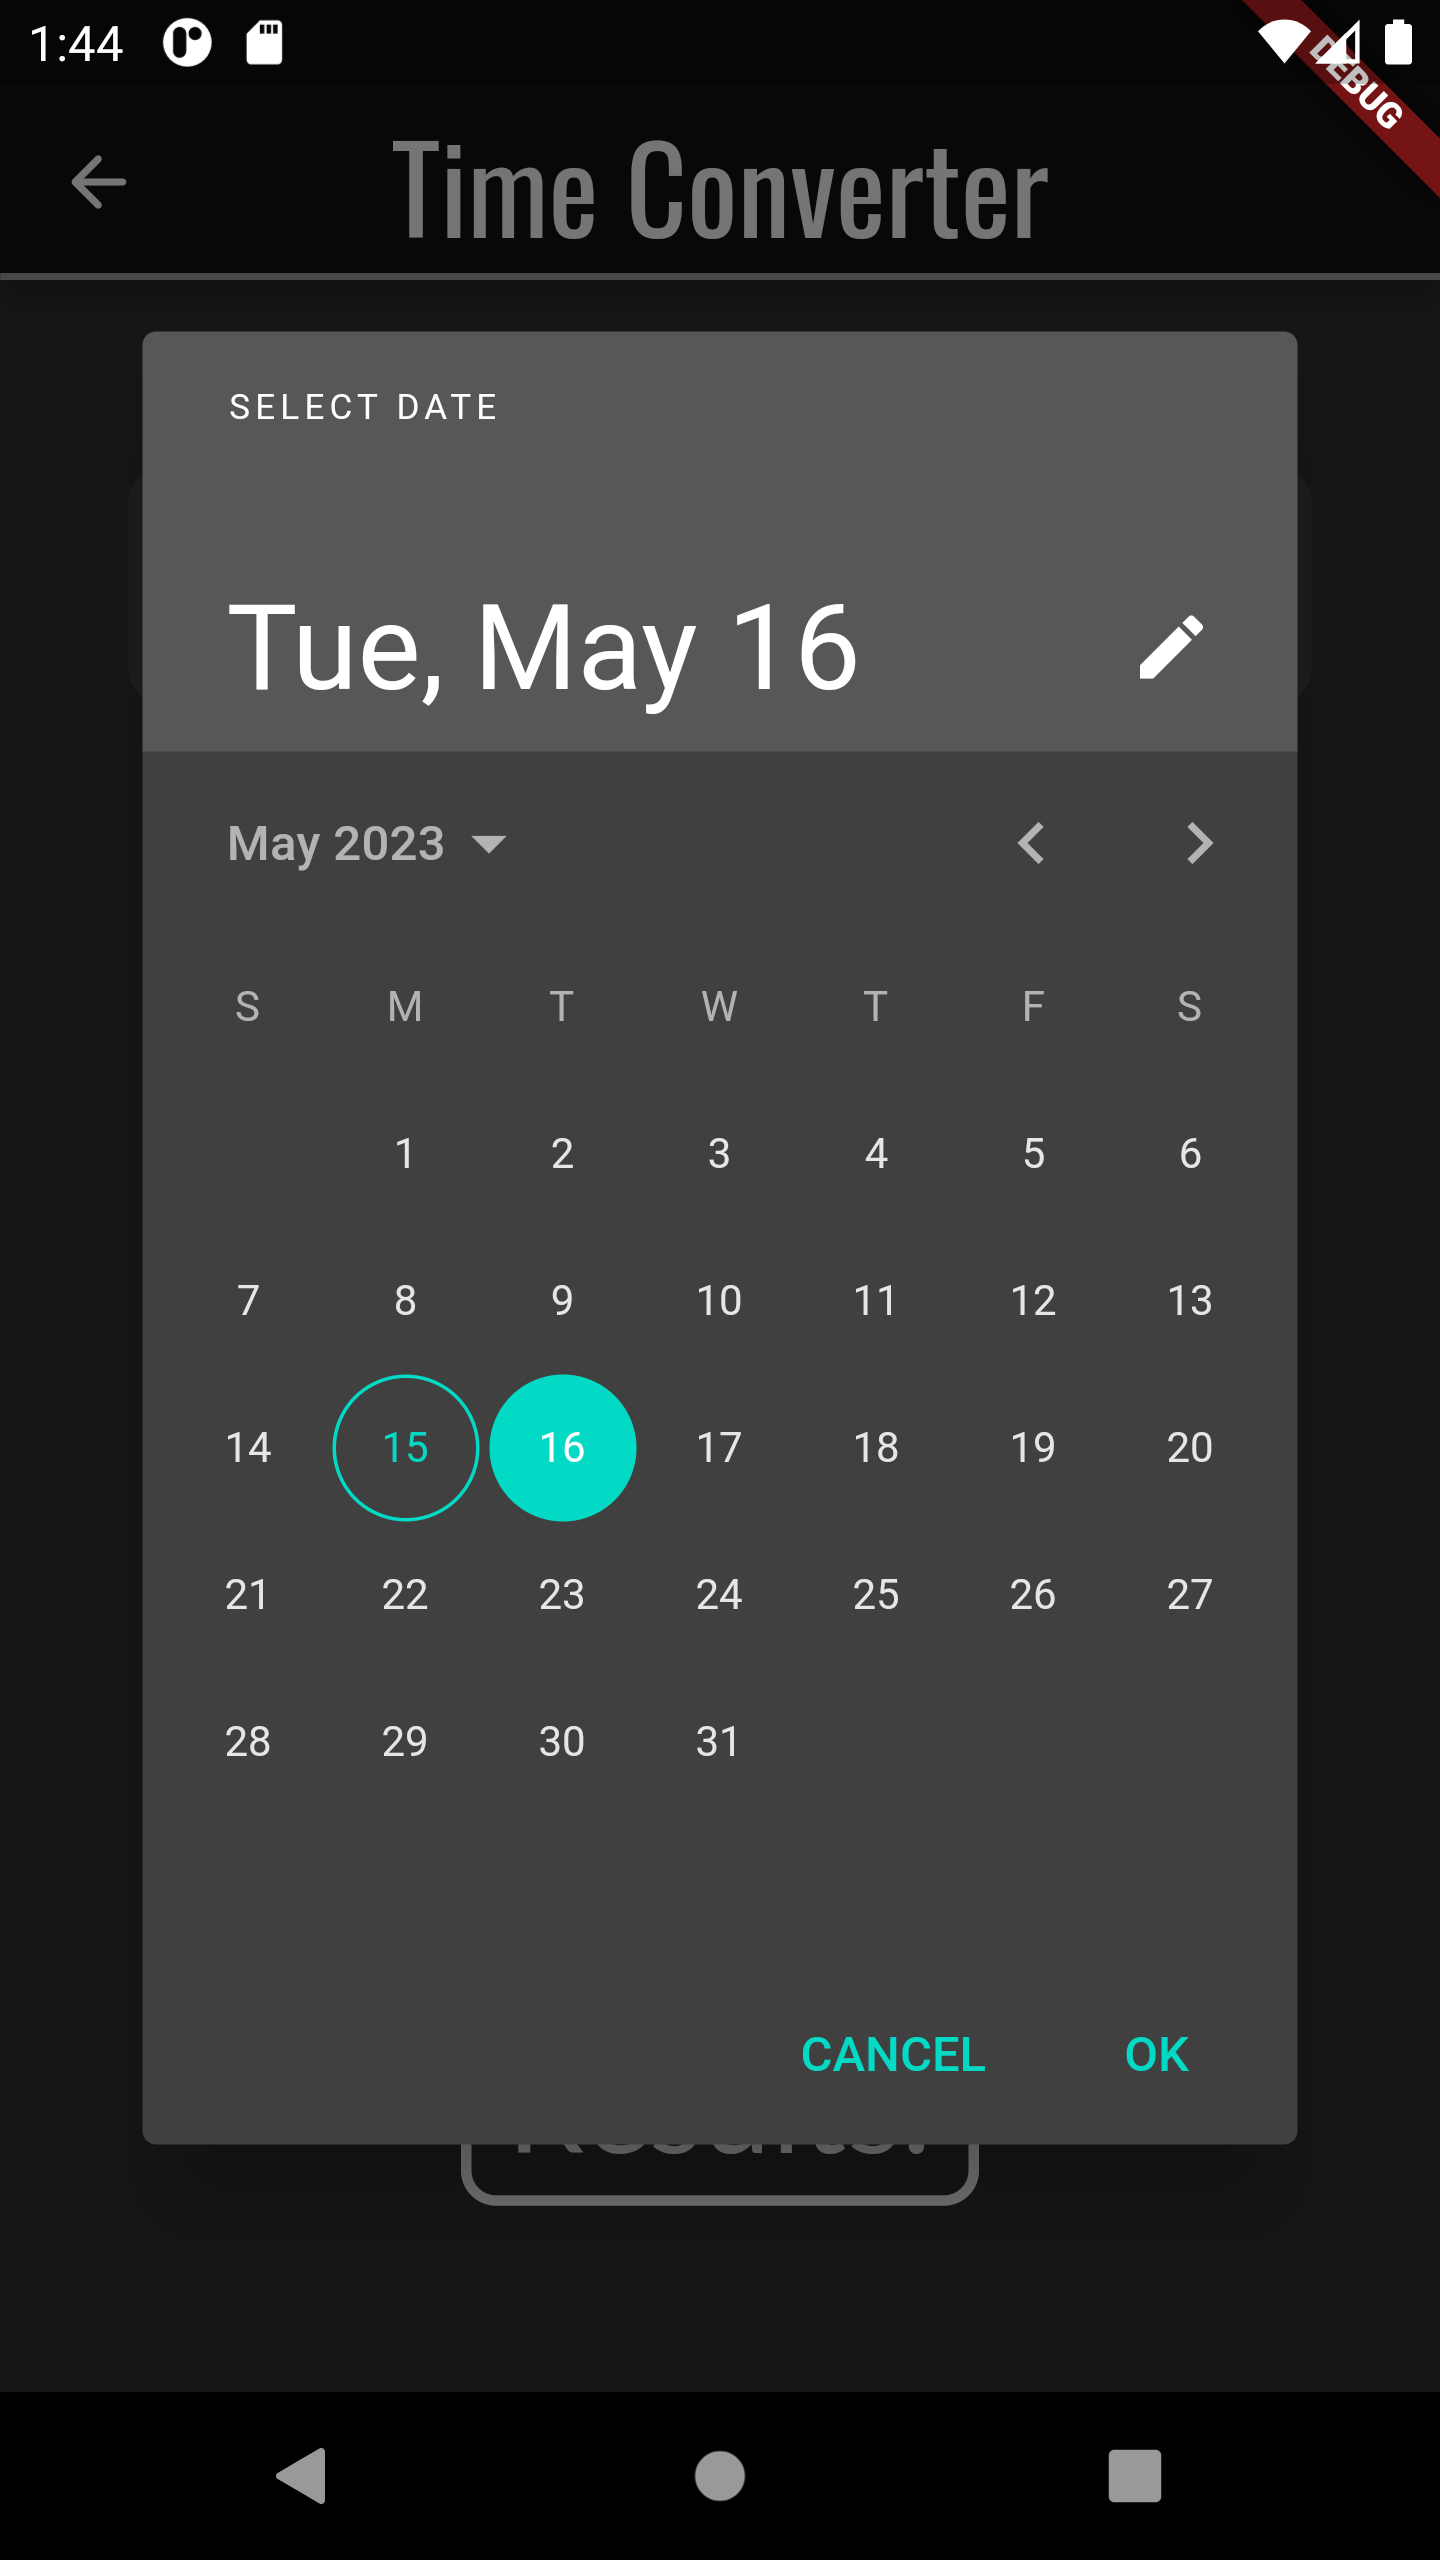 1:44
DEBUG
Time Converter
SELECT DATE
Tue, May 16
May 2023
S M T W T F S
1 2 3 4 5 6
7 8 9 10 11 12 13
14 15 16 17 18 19 20
21 22 23 24 25 26 27
28 29 30 31
CANCEL OK